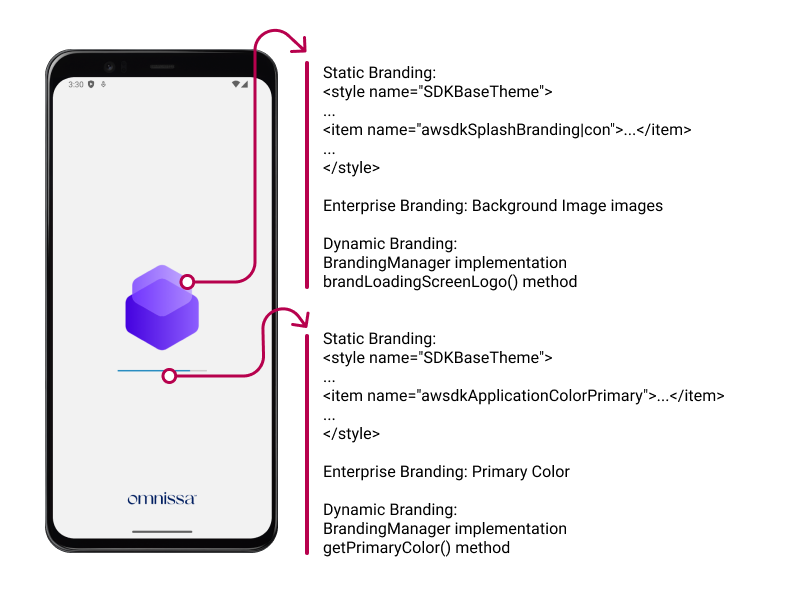 3:30
Static Branding:
<style name="SDKBaseTheme">
...
<item name="awsdkSplashBranding|con">...</item>
...
</style>
Enterprise Branding: Background Image images
Dynamic Branding:
BrandingManager implementation
brandLoadingScreenLogo() method
Static Branding:
<style name="SDKBaseTheme">
...
<item name="awsdkApplicationColorPrimary">...</item>
...
</style>
Enterprise Branding: Primary Color
Dynamic Branding:
BrandingManager implementation
getPrimaryColor() method
omnissa